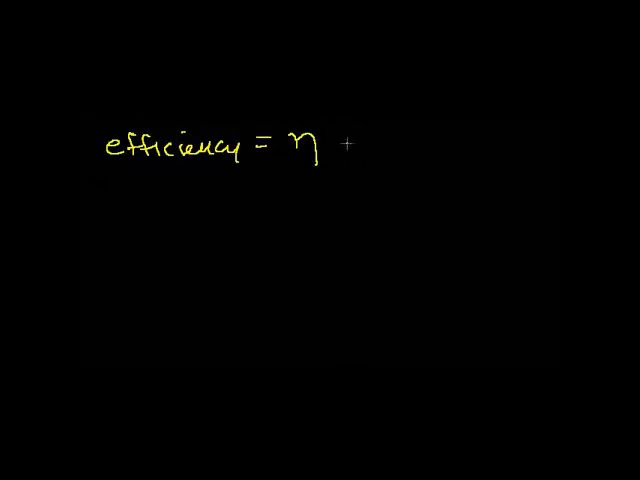 efficiency = η